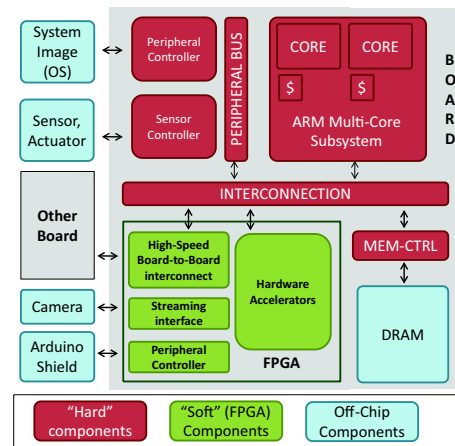 System
Image
(OS)
Peripheral
Controller
PERIPHERAL BUS
CORE
CORE
$
$
ARM Multi-Core
Subsystem
BOARD
Sensor,
Actuator
Sensor
Controller
INTERCONNECTION
Other
Board
High-Speed
Board-to-Board
interconnect
Hardware
Accelerators
MEM-CTRL
Camera
Streaming
interface
DRAM
Arduino
Shield
Peripheral
Controller
FPGA
"Hard"
components
"Soft" (FPGA)
Components
Off-Chip
Components